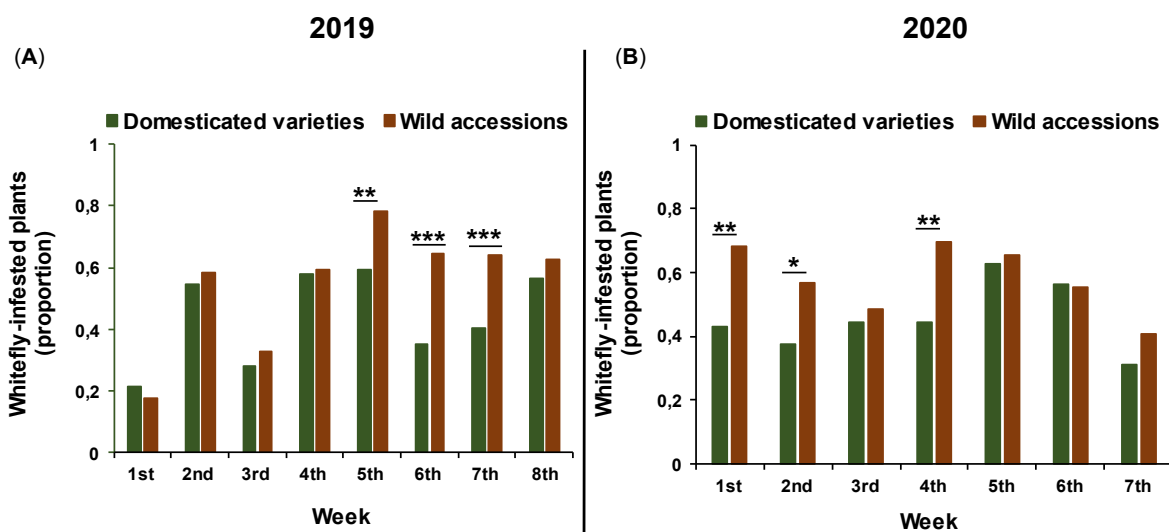 2019
2020
(A)
(B)
Domesticated varieties Wild accessions
1
0,8
0,6
0,4
0,2
0
Whitefly-infested plants
(proportion)
**
***
***
1st 2nd 3rd 4th 5th 6th 7th 8th
Week
Domesticated varieties Wild accessions
1
0,8
0,6
0,4
0,2
0
Whitefly-infested plants
(proportion)
**
*
**
1st 2nd 3rd 4th 5th 6th 7th
Week